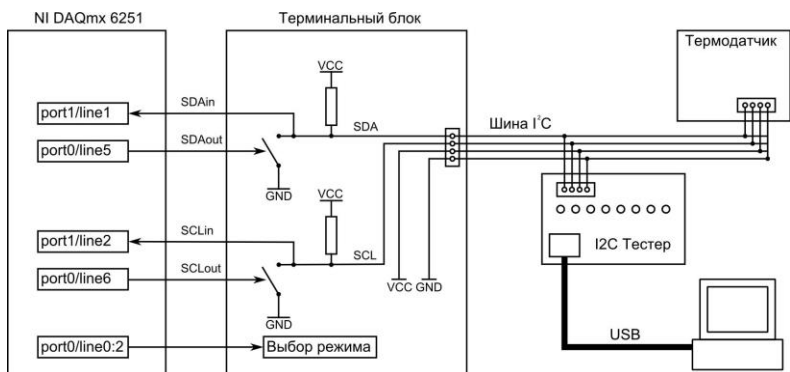 NI DAQmx 6251
Терминальный блок
Термодатчик
VCC
port1/line1
SDAin
SDA
Шина I²C
port0/line5
SDAout
GND
VCC
port1/line2
SCLin
SCL
port0/line6
SCLout
GND
VCC GND
I2C Тестер
USB
port0/line0:2
Выбор режима